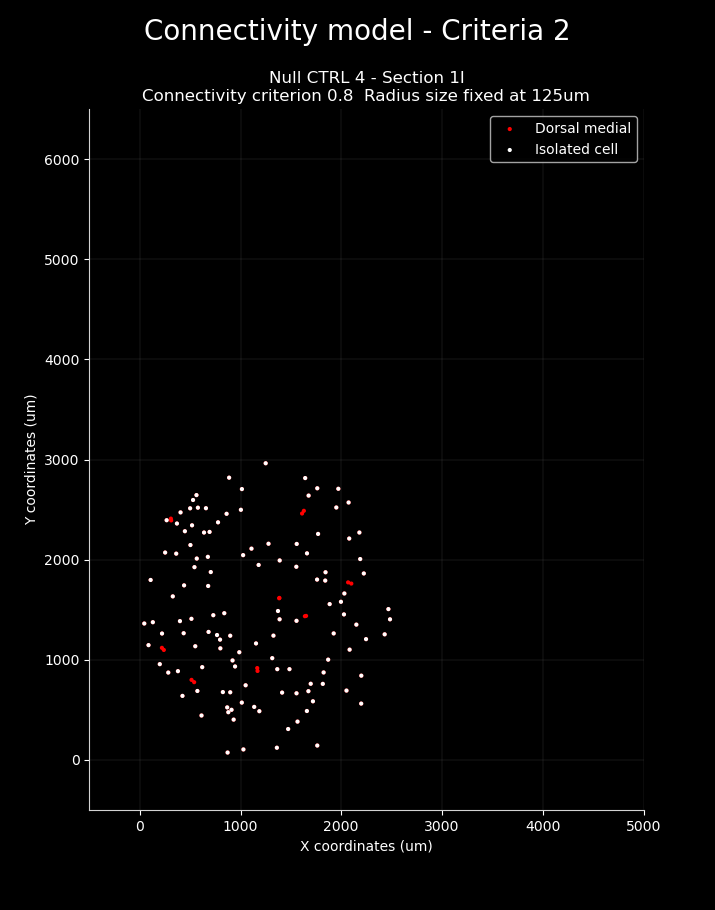 Connectivity model - Criteria 2
Null CTRL 4 - Section 1l
Connectivity criterion 0.8  Radius size fixed at 125um
Dorsal medial
Isolated cell
6000
5000
4000
3000
2000
1000
0
Y coordinates (um)
0
1000
2000
3000
4000
5000
X coordinates (um)